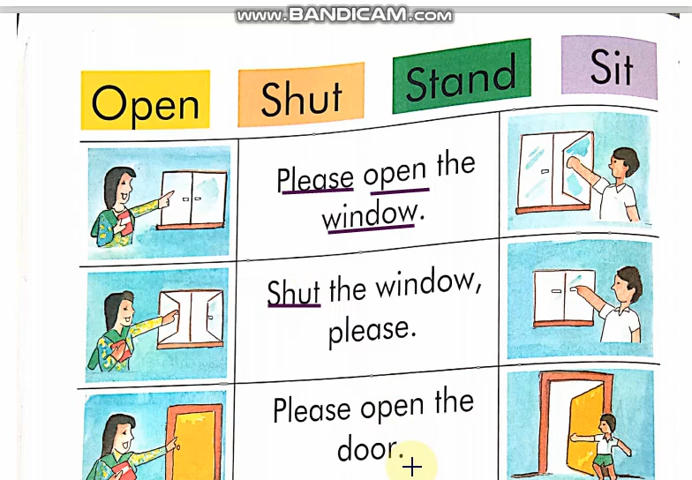 www.BANDICAM.com
Open
Shut
Stand
Sit
Please open the
window.
Shut the window,
please.
Please open the
door.